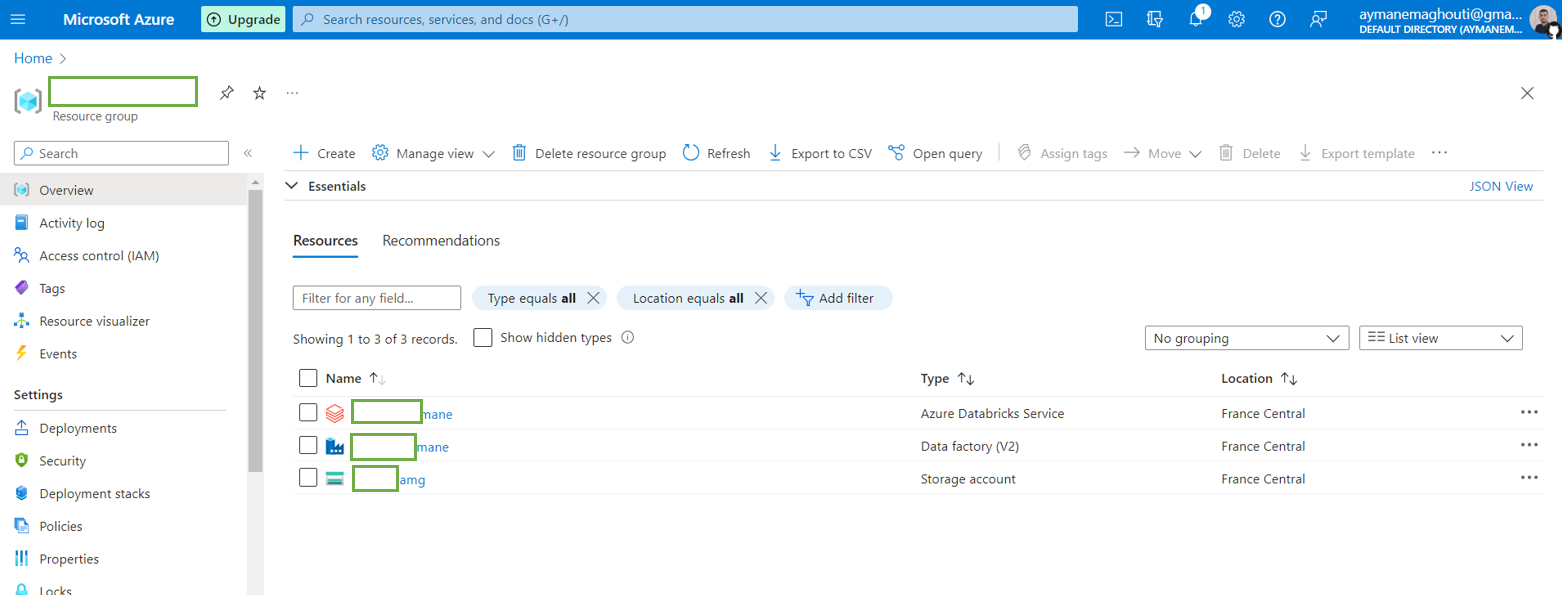 Microsoft Azure
Upgrade
Search resources, services, and docs (G+/)
1
aymanemaghouti@gma...
DEFAULT DIRECTORY (AYMANEM...
Home
Resource group
Search
Create
Manage view
Delete resource group
Refresh
Export to CSV
Open query
Assign tags
Move
Delete
Export template
Overview
Activity log
Access control (IAM)
Tags
Resource visualizer
Events
Settings
Deployments
Security
Deployment stacks
Policies
Properties
Locks
Essentials
JSON View
Resources
Recommendations
Filter for any field...
Type equals all
Location equals all
Add filter
Showing 1 to 3 of 3 records.
Show hidden types
No grouping
List view
Name
Type
Location
mane
Azure Databricks Service
France Central
mane
Data factory (V2)
France Central
amg
Storage account
France Central